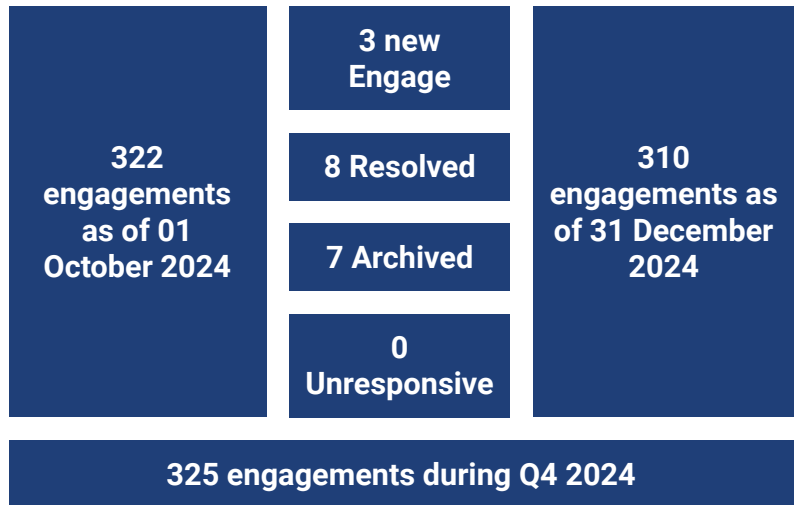 322
engagements
as of 01
October 2024
3 new
Engage
8 Resolved
7 Archived
0
Unresponsive
310
engagements as
of 31 December
2024
325 engagements during Q4 2024